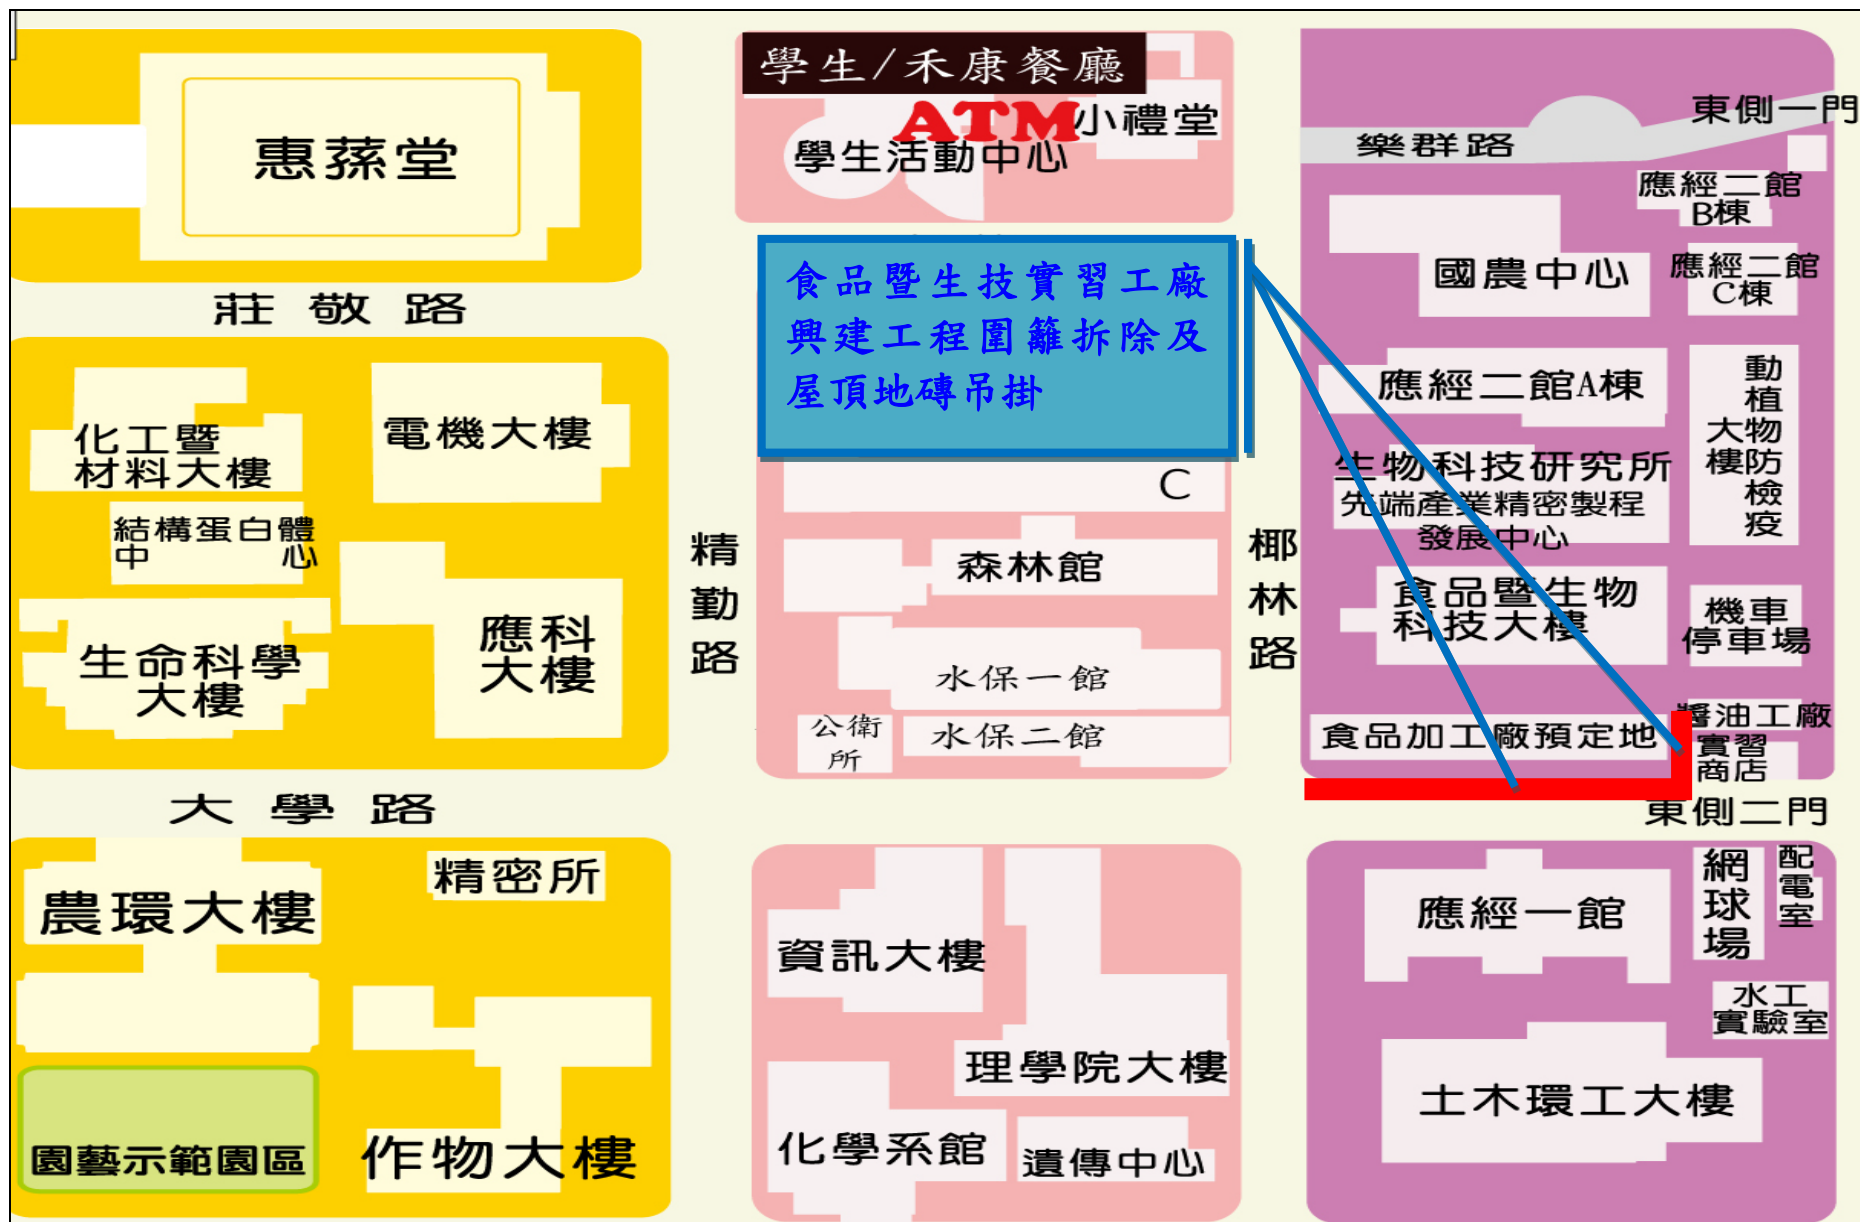 惠蓀堂
莊敬路
化工暨
材料大樓
電機大樓
結構蛋白體
中心
生命科學
大樓
應科
大樓
大學路
農環大樓
精密所
園藝示範園區
作物大樓
學生/禾康餐廳
ATM
小禮堂
學生活動中心
食品暨生技實習工廠
興建工程圍籬拆除及
屋頂地磚吊掛
C
精勤路
森林館
水保一館
公衛
所
水保二館
椰林路
資訊大樓
理學院大樓
化學系館
遺傳中心
東側一門
樂群路
應經二館
B棟
國農中心
應經二館
C棟
應經二館A棟
動植物防檢疫
大樓
生物科技研究所
先端產業精密製程
發展中心
食品暨生物
科技大樓
機車
停車場
食品加工廠預定地
醬油工廠
實習
商店
東側二門
應經一館
網球場
配電室
水工
實驗室
土木環工大樓